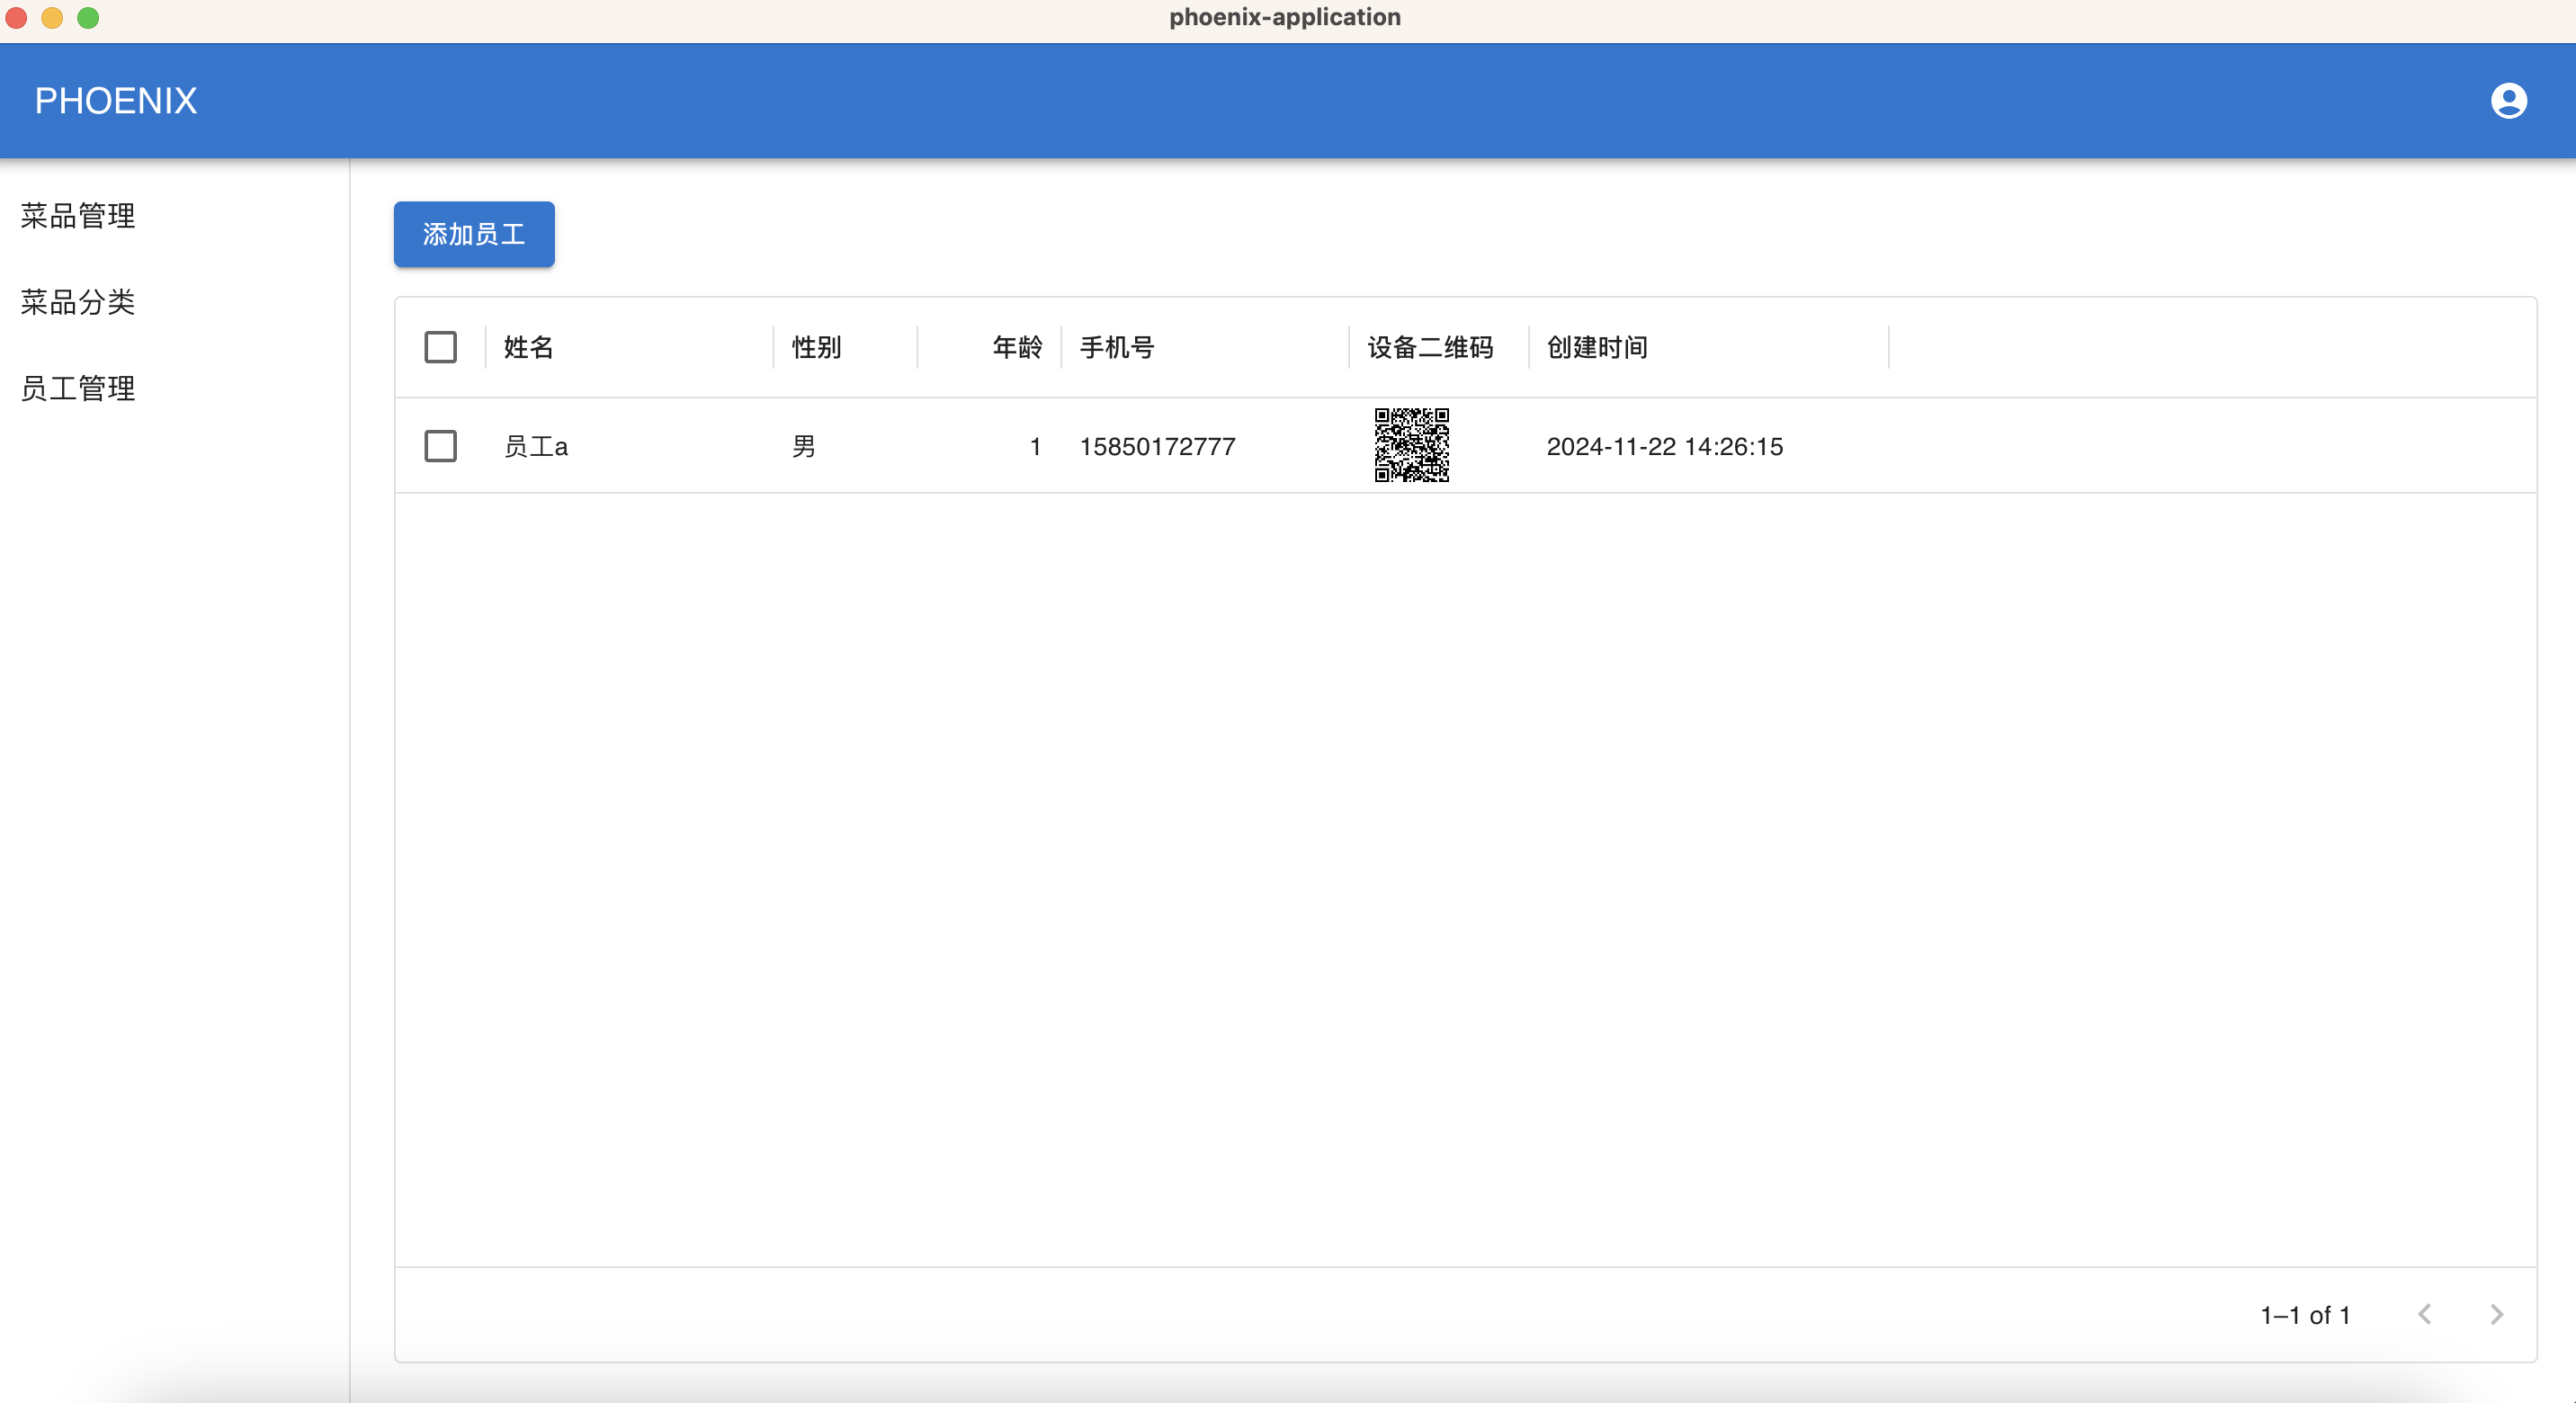 phoenix-application
PHOENIX
菜品管理
菜品分类
员工管理
添加员工
姓名 性别 年龄 手机号 设备二维码 创建时间
员工a 男 1 15850172777 2024-11-22 14:26:15
1–1 of 1